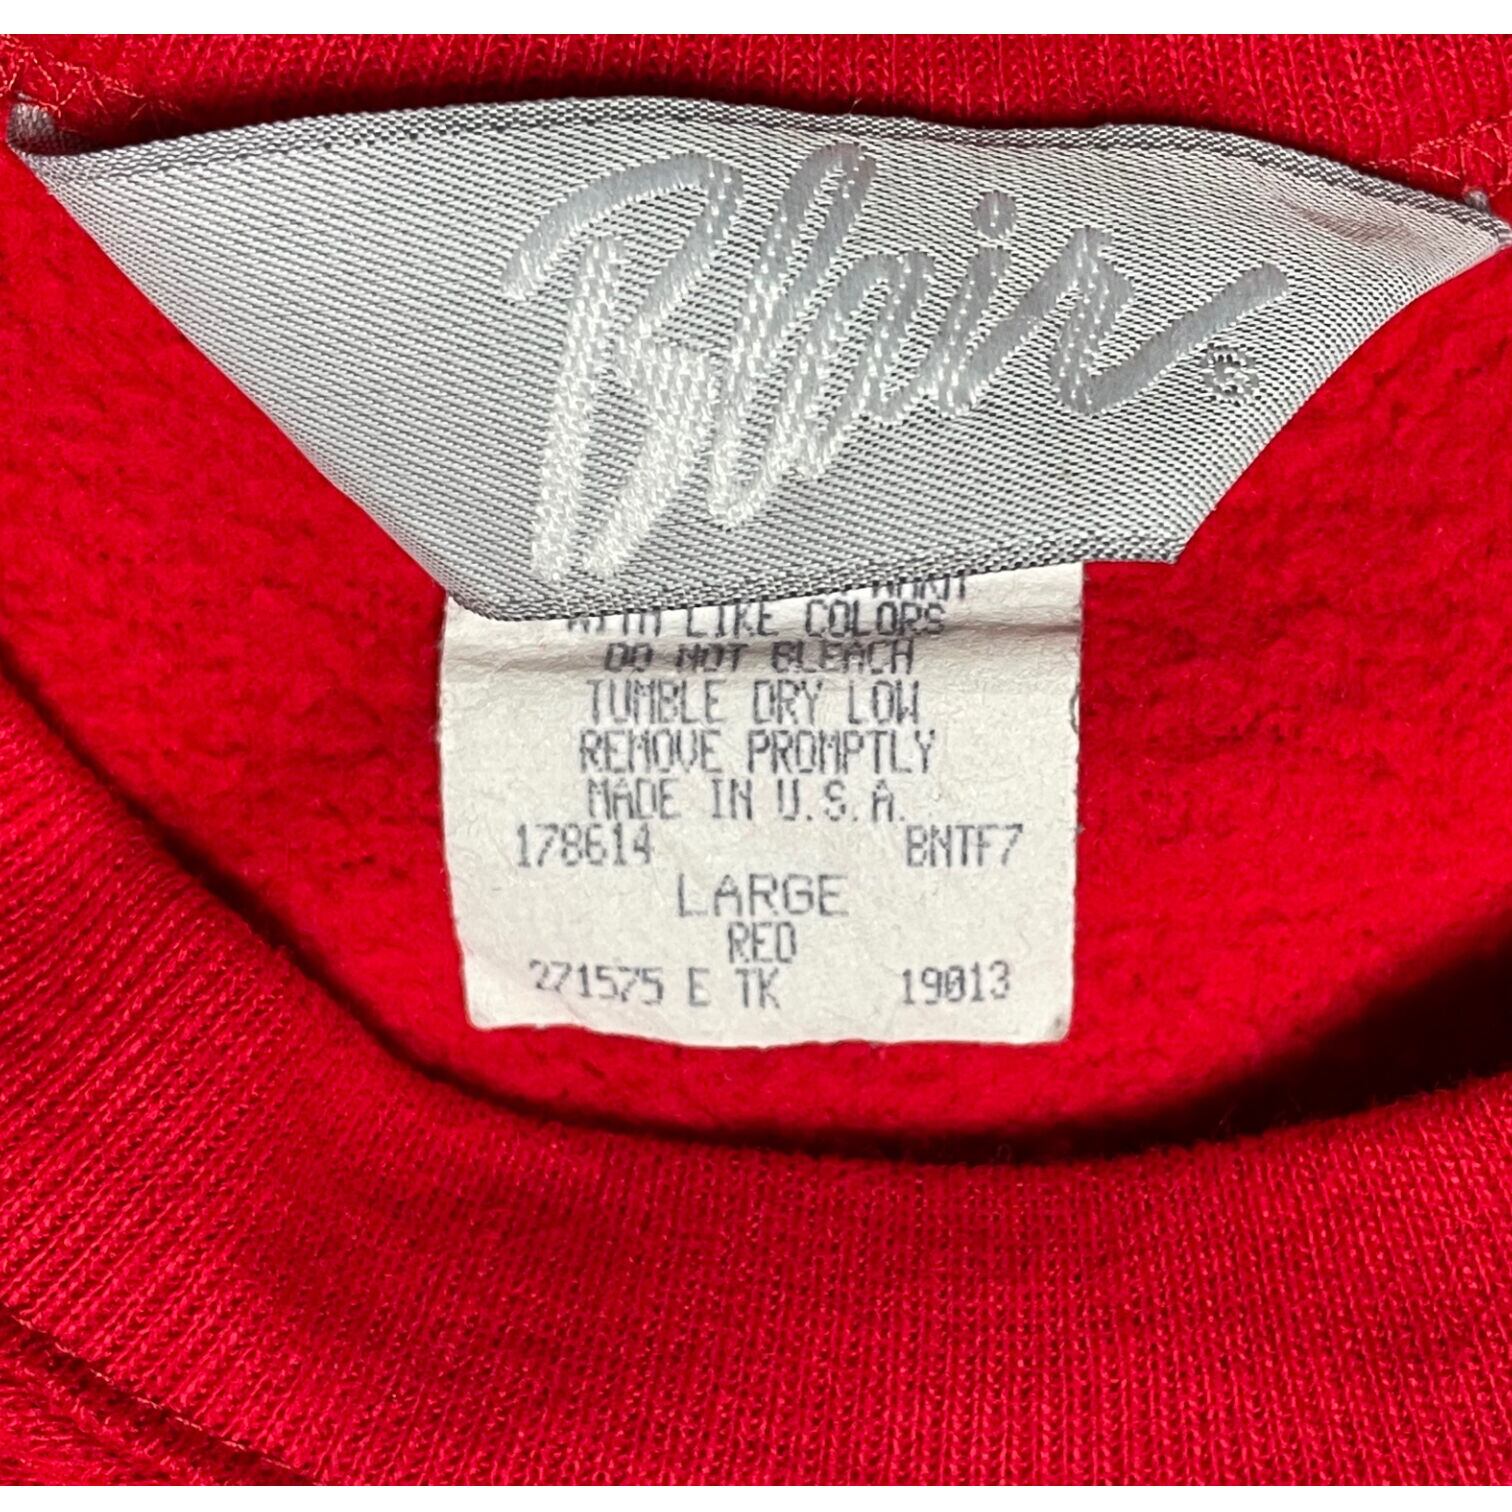 Blair®
WARM
WITH LIKE COLORS
DO NOT BLEACH
TUMBLE DRY LOW
REMOVE PROMPTLY
MADE IN U.S.A.
178614 BNTF7
LARGE
RED
271575 E TK 19013